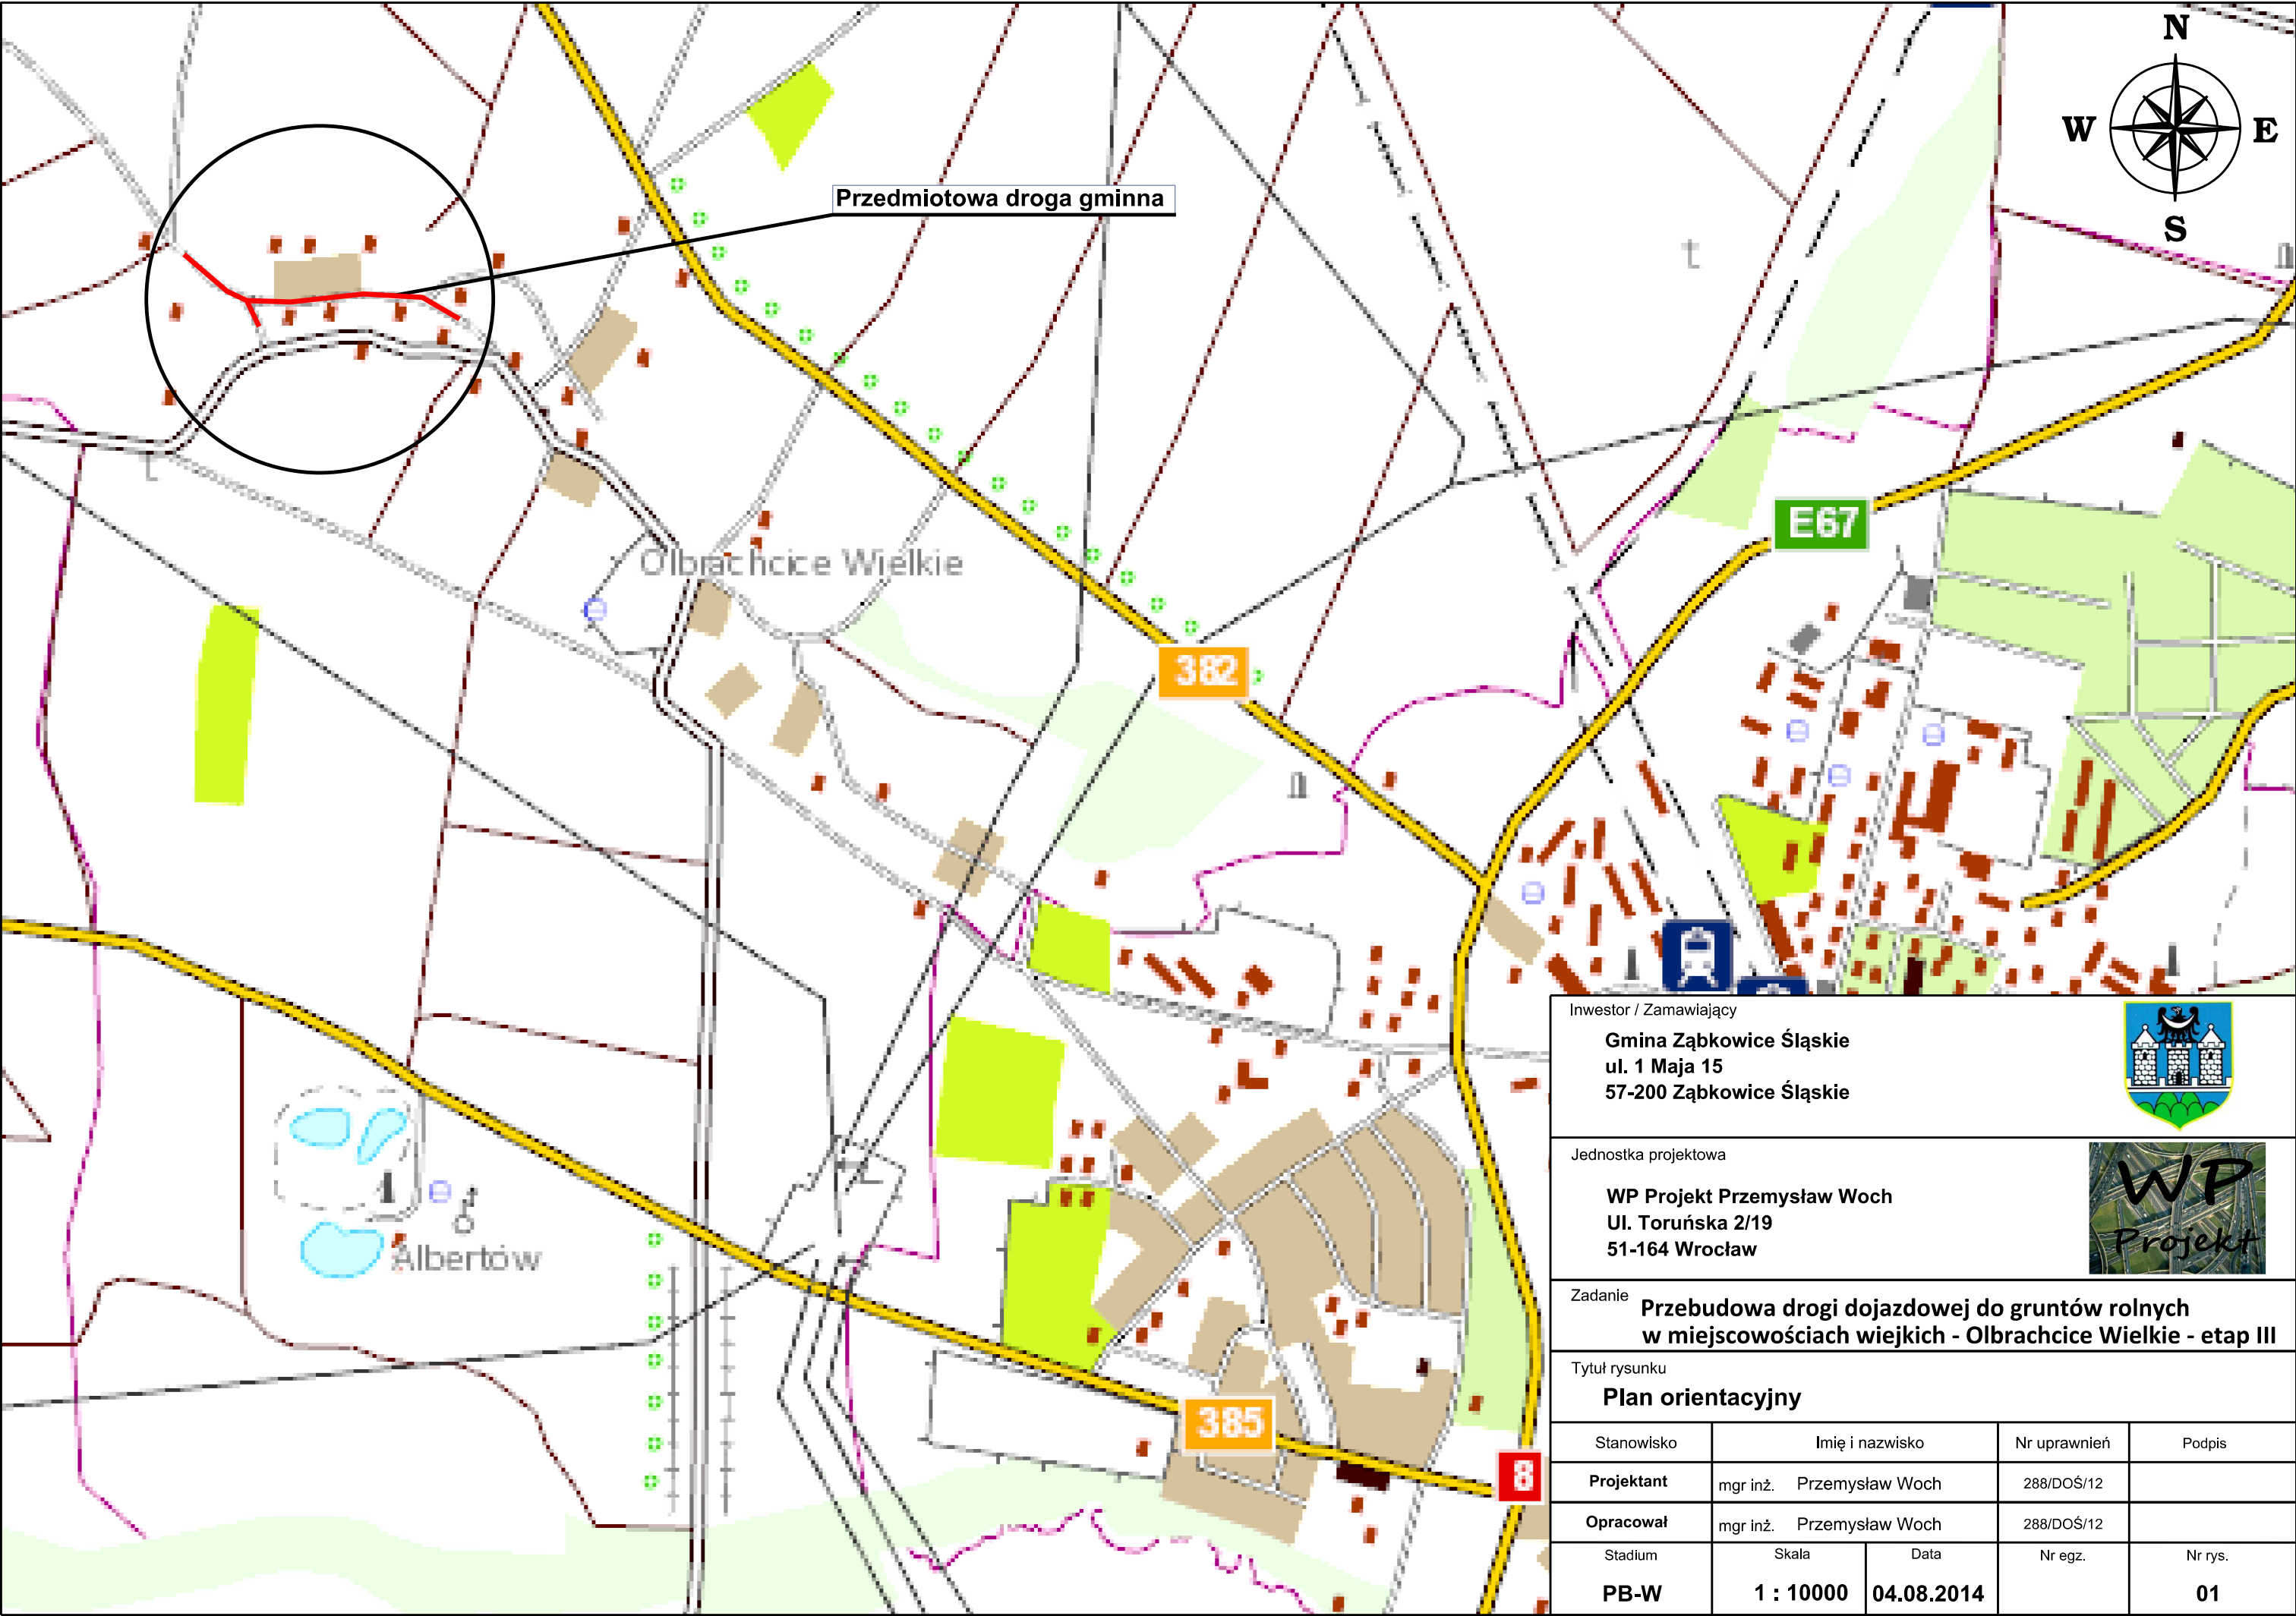 N
W E
S
Przedmiotowa droga gminna
t
E67
t
Olbrachcice Wielkie
382
Albertów
385
8
Inwestor / Zamawiający
Gmina Ząbkowice Śląskie
ul. 1 Maja 15
57-200 Ząbkowice Śląskie
Jednostka projektowa
WP Projekt Przemysław Woch
Ul. Toruńska 2/19
51-164 Wrocław
WP
Projekt
Zadanie
Przebudowa drogi dojazdowej do gruntów rolnych
w miejscowościach wiejkich - Olbrachcice Wielkie - etap III
Tytuł rysunku
Plan orientacyjny
Stanowisko Imię i nazwisko Nr uprawnień Podpis
Projektant mgr inż. Przemysław Woch 288/DOŚ/12
Opracował mgr inż. Przemysław Woch 288/DOŚ/12
Stadium Skala Data Nr egz. Nr rys.
PB-W 1 : 10000 04.08.2014 01